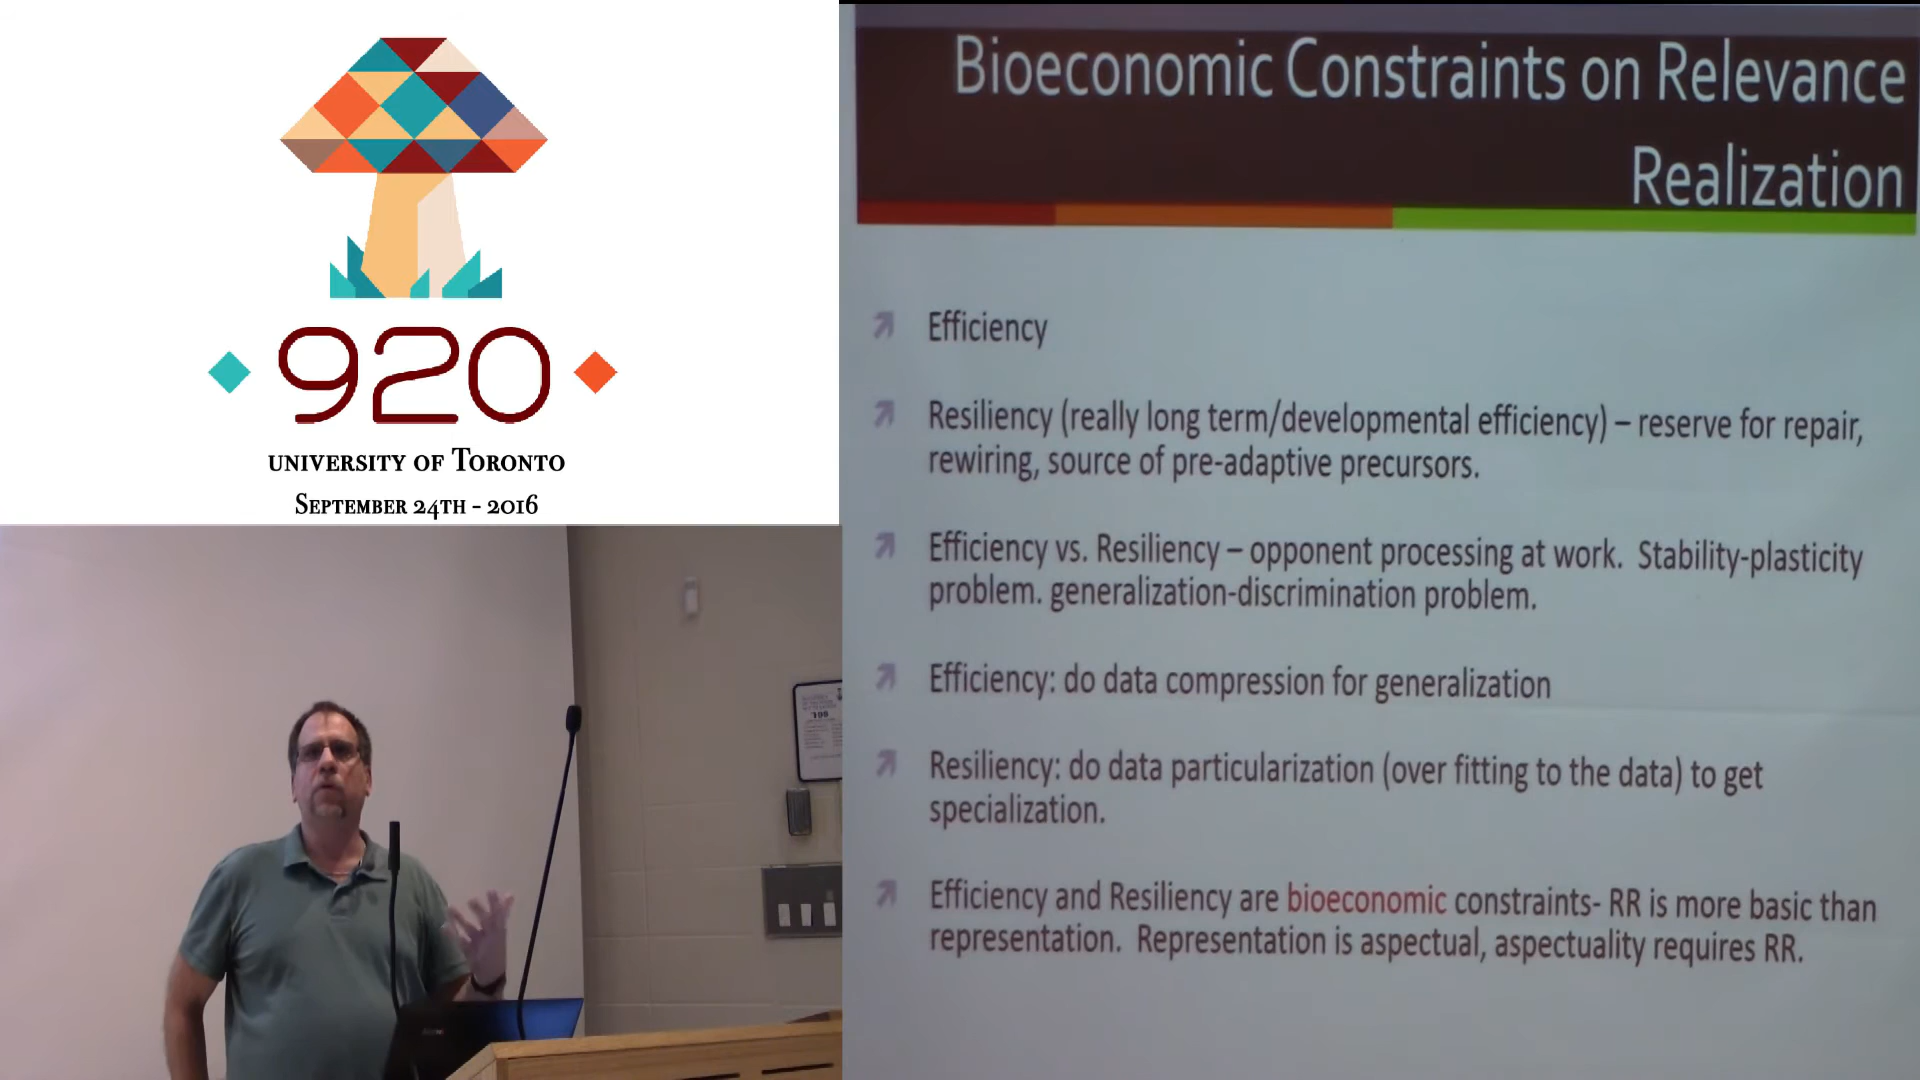 920
UNIVERSITY OF TORONTO
SEPTEMBER 24TH - 2016
Bioeconomic Constraints on Relevance
Realization
Efficiency
Resiliency (really long term/developmental efficiency) – reserve for repair,
rewiring, source of pre-adaptive precursors.
Efficiency vs. Resiliency – opponent processing at work. Stability-plasticity
problem. generalization-discrimination problem.
Efficiency: do data compression for generalization
Resiliency: do data particularization (over fitting to the data) to get
specialization.
Efficiency and Resiliency are bioeconomic constraints- RR is more basic than
representation. Representation is aspectual, aspectuality requires RR.